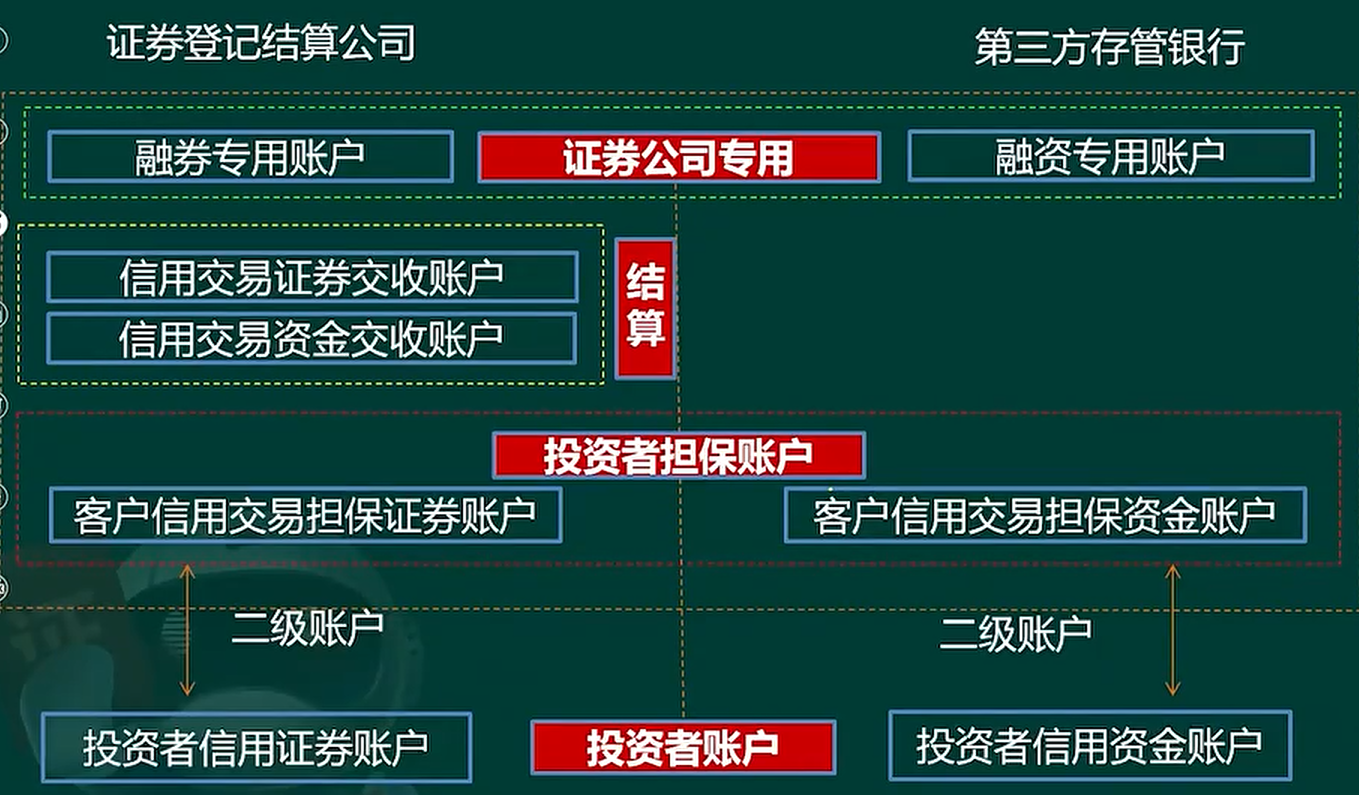 证券登记结算公司
第三方存管银行
融券专用账户
证券公司专用
融资专用账户
信用交易证券交收账户
信用交易资金交收账户
结算
投资者担保账户
客户信用交易担保证券账户
客户信用交易担保资金账户
二级账户
二级账户
投资者信用证券账户
投资者账户
投资者信用资金账户